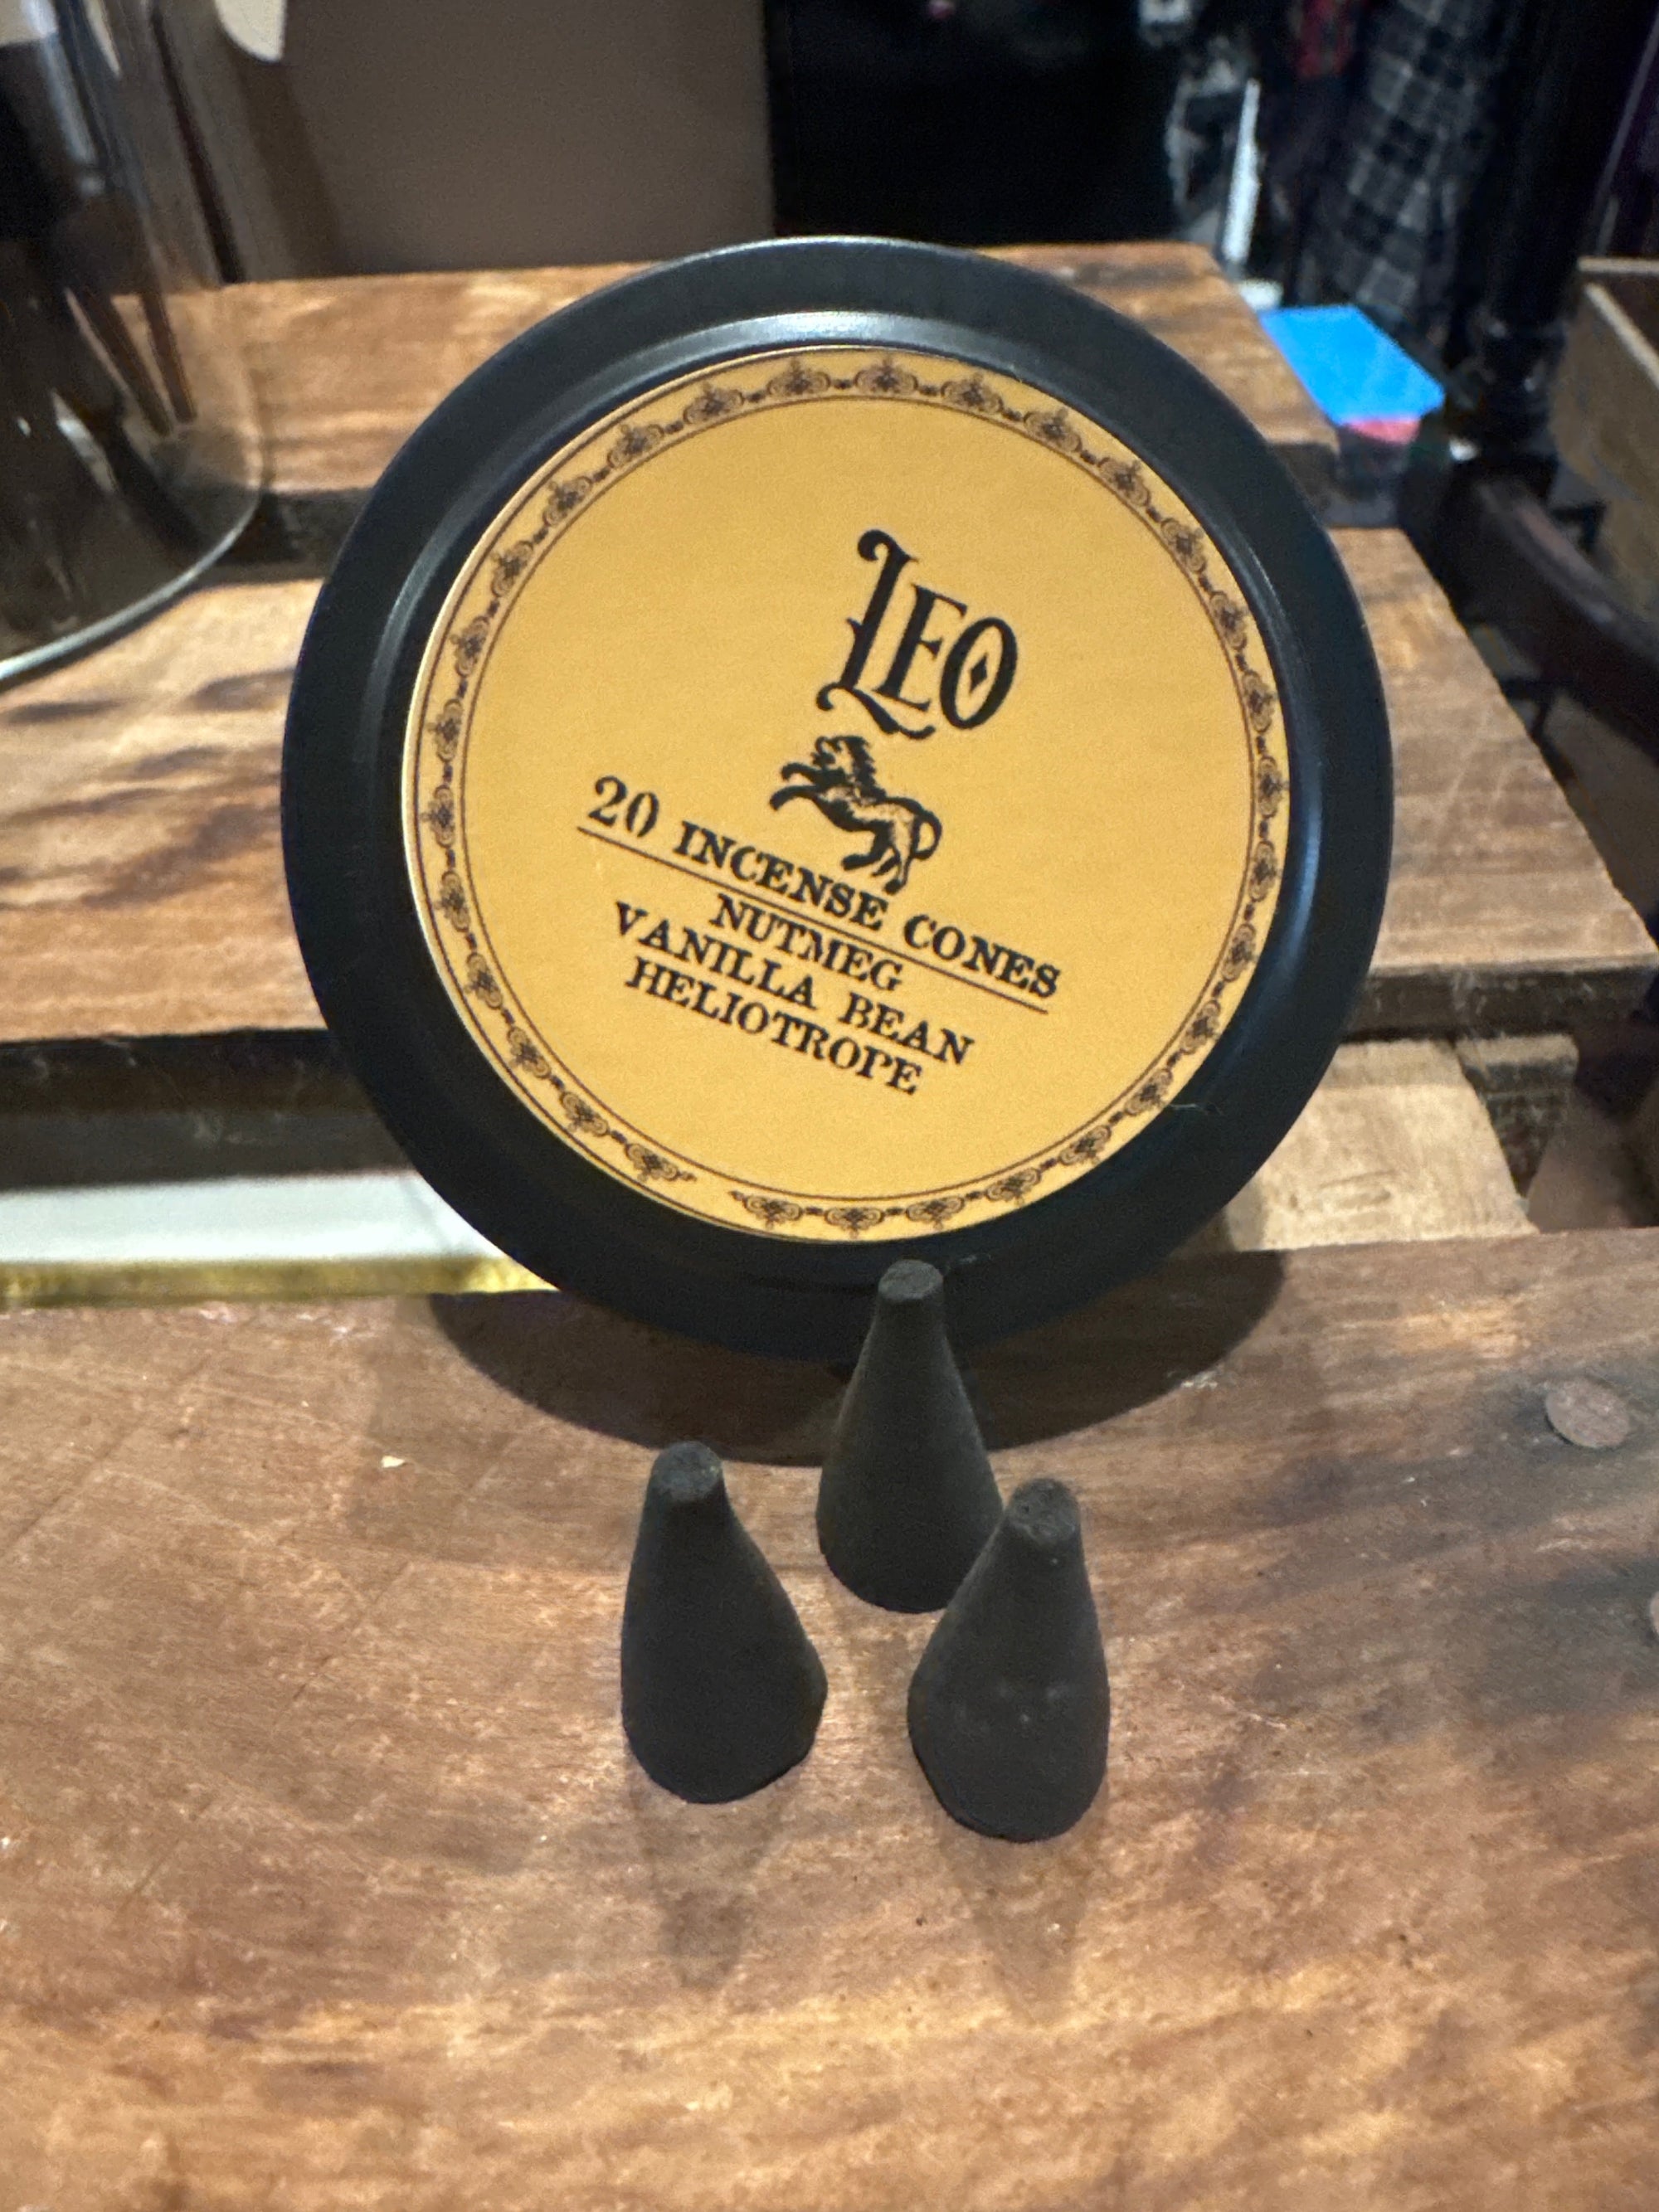 LEO
20 INCENSE CONES
NUTMEG
VANILLA BEAN
HELIOTROPE